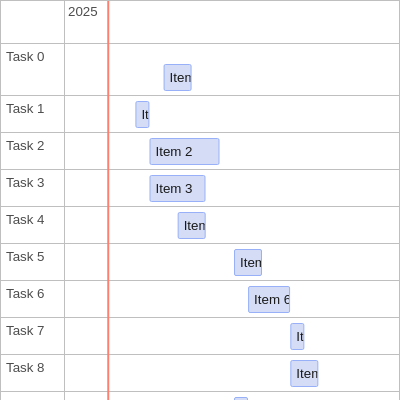 2025
Task 0
Iten
Task 1
It
Task 2
Item 2
Task 3
Item 3
Task 4
Iten
Task 5
Iten
Task 6
Item 6
Task 7
It
Task 8
Iten